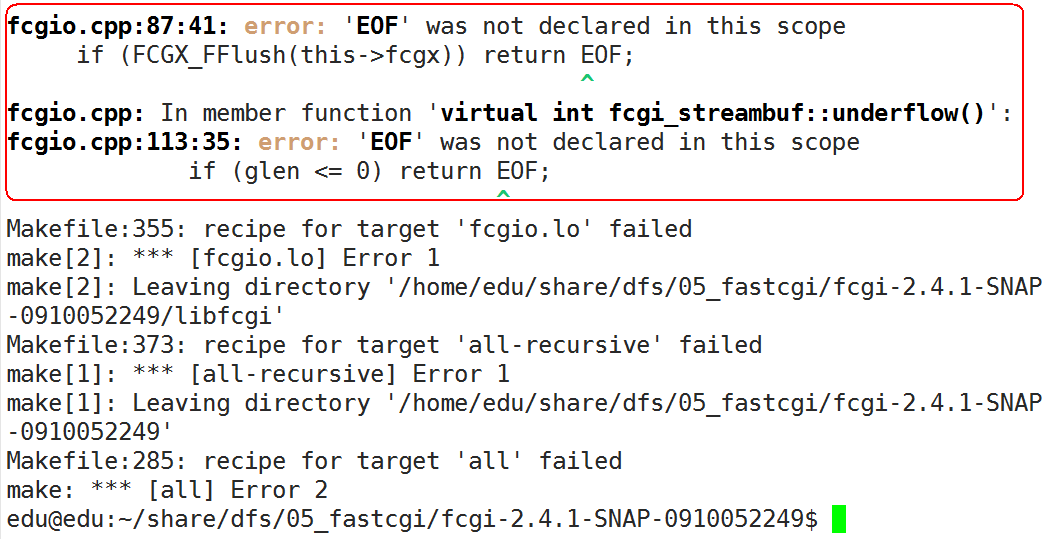 fcgio.cpp:87:41: error: 'EOF' was not declared in this scope
     if (FCGX_FFlush(this->fcgx)) return EOF;
                                         ^
fcgio.cpp: In member function 'virtual int fcgi_streambuf::underflow()':
fcgio.cpp:113:35: error: 'EOF' was not declared in this scope
             if (glen <= 0) return EOF;
                                   ^
Makefile:355: recipe for target 'fcgio.lo' failed
make[2]: *** [fcgio.lo] Error 1
make[2]: Leaving directory '/home/edu/share/dfs/05_fastcgi/fcgi-2.4.1-SNAP
-0910052249/libfcgi'
Makefile:373: recipe for target 'all-recursive' failed
make[1]: *** [all-recursive] Error 1
make[1]: Leaving directory '/home/edu/share/dfs/05_fastcgi/fcgi-2.4.1-SNAP
-0910052249'
Makefile:285: recipe for target 'all' failed
make: *** [all] Error 2
edu@edu:~/share/dfs/05_fastcgi/fcgi-2.4.1-SNAP-0910052249$